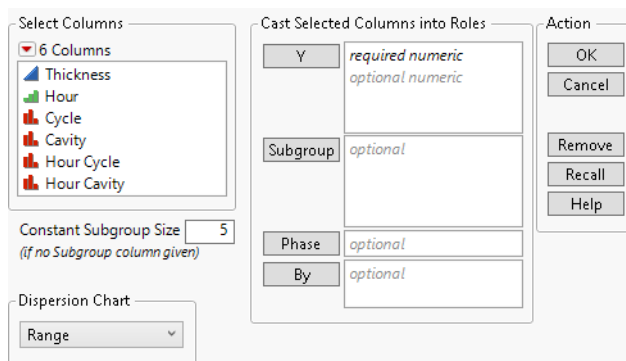 Select Columns
6 Columns
Thickness
Hour
Cycle
Cavity
Hour Cycle
Hour Cavity
Constant Subgroup Size 5
(if no Subgroup column given)
Dispersion Chart
Range
Cast Selected Columns into Roles
Y required numeric
optional numeric
Subgroup optional
Phase optional
By optional
Action
OK
Cancel
Remove
Recall
Help